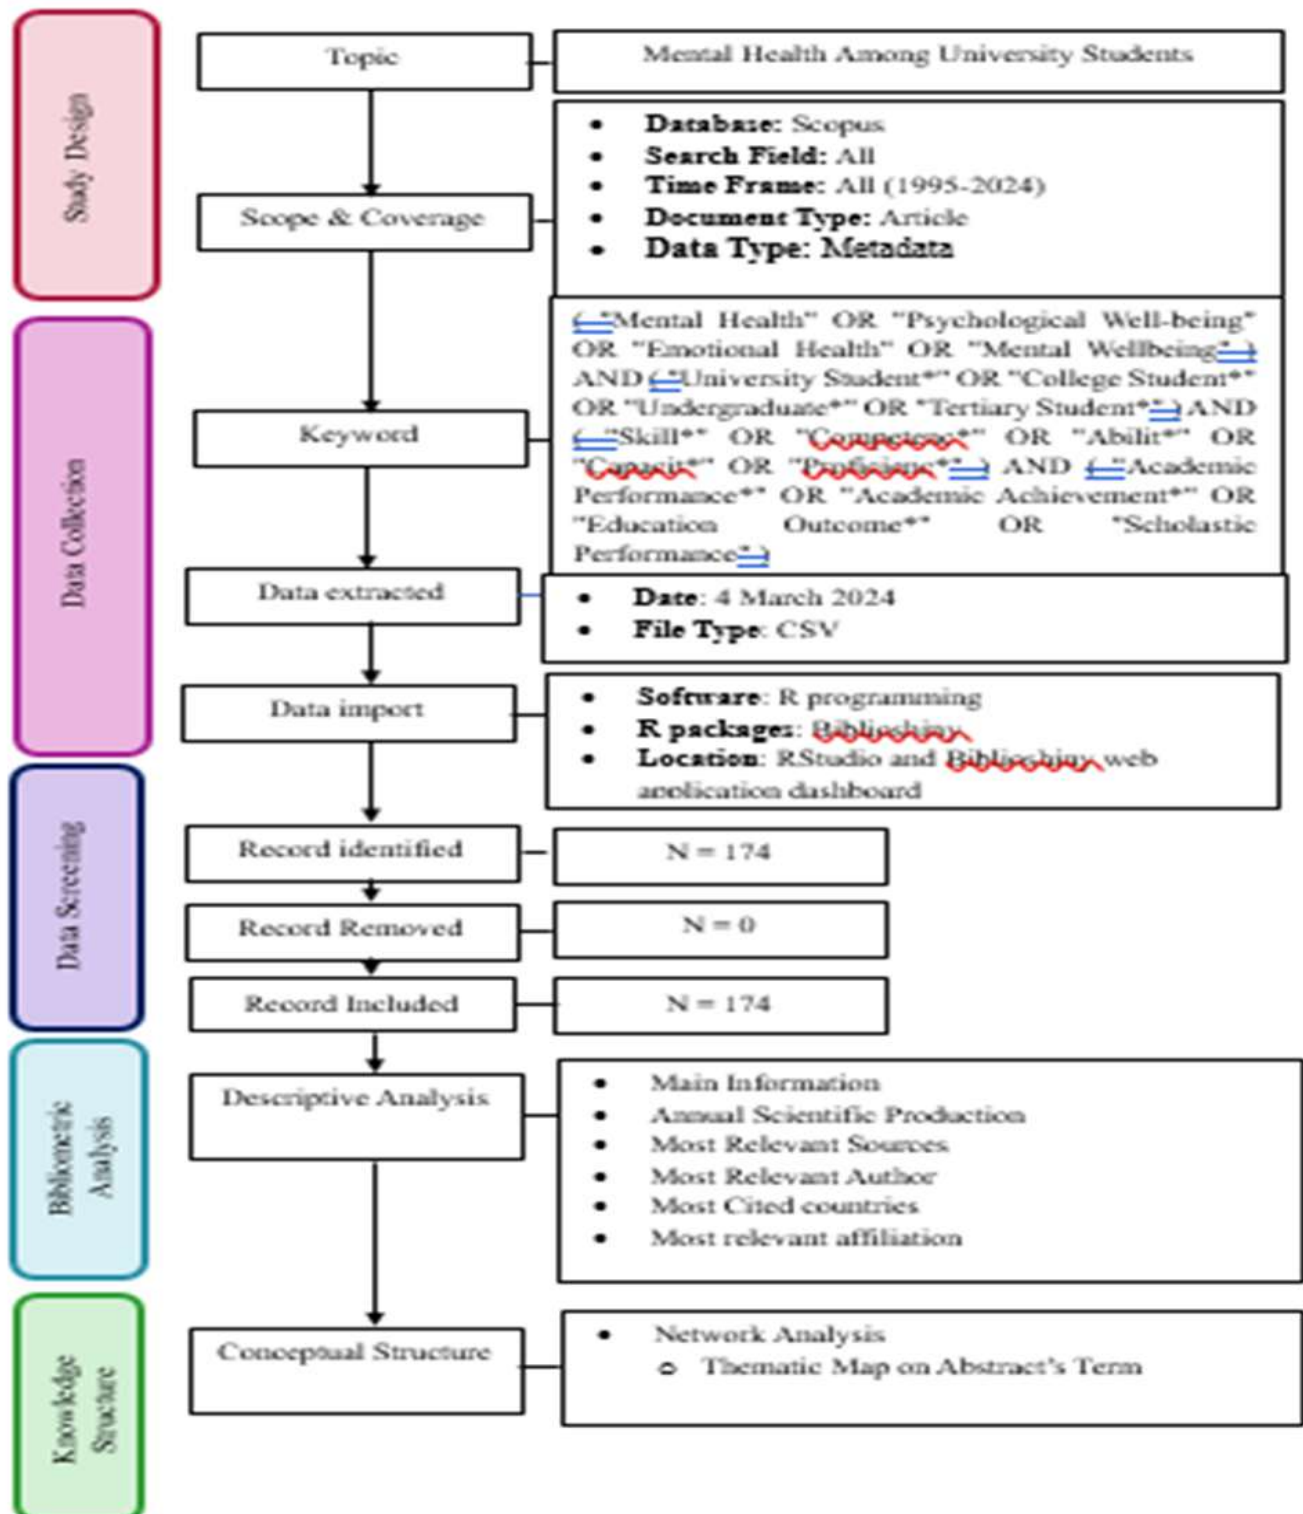 Study Design
Topic
Mental Health Among University Students
Scope & Coverage
• Database: Scopus
• Search Field: All
• Time Frame: All (1995-2024)
• Document Type: Article
• Data Type: Metadata
Data Collection
Keyword
( "Mental Health" OR "Psychological Well-being"
OR "Emotional Health" OR "Mental Wellbeing" )
AND ( "University Student*" OR "College Student*"
OR "Undergraduate*" OR "Tertiary Student*" ) AND
( "Skill*" OR "Competenc*" OR "Abilit*" OR
"Capacit*" OR "Proficienc*" ) AND ( "Academic
Performance*" OR "Academic Achievement*" OR
"Education Outcome*" OR "Scholastic
Performance" )
Data extracted
• Date: 4 March 2024
• File Type: CSV
Data import
• Software: R programming
• R packages: Biblioshiny
• Location: RStudio and Biblioshiny web
application dashboard
Data Screening
Record identified
N = 174
Record Removed
N = 0
Record Included
N = 174
Bibliometric
Analysis
Descriptive Analysis
• Main Information
• Annual Scientific Production
• Most Relevant Sources
• Most Relevant Author
• Most Cited countries
• Most relevant affiliation
Knowledge
Structure
Conceptual Structure
• Network Analysis
o Thematic Map on Abstract's Term